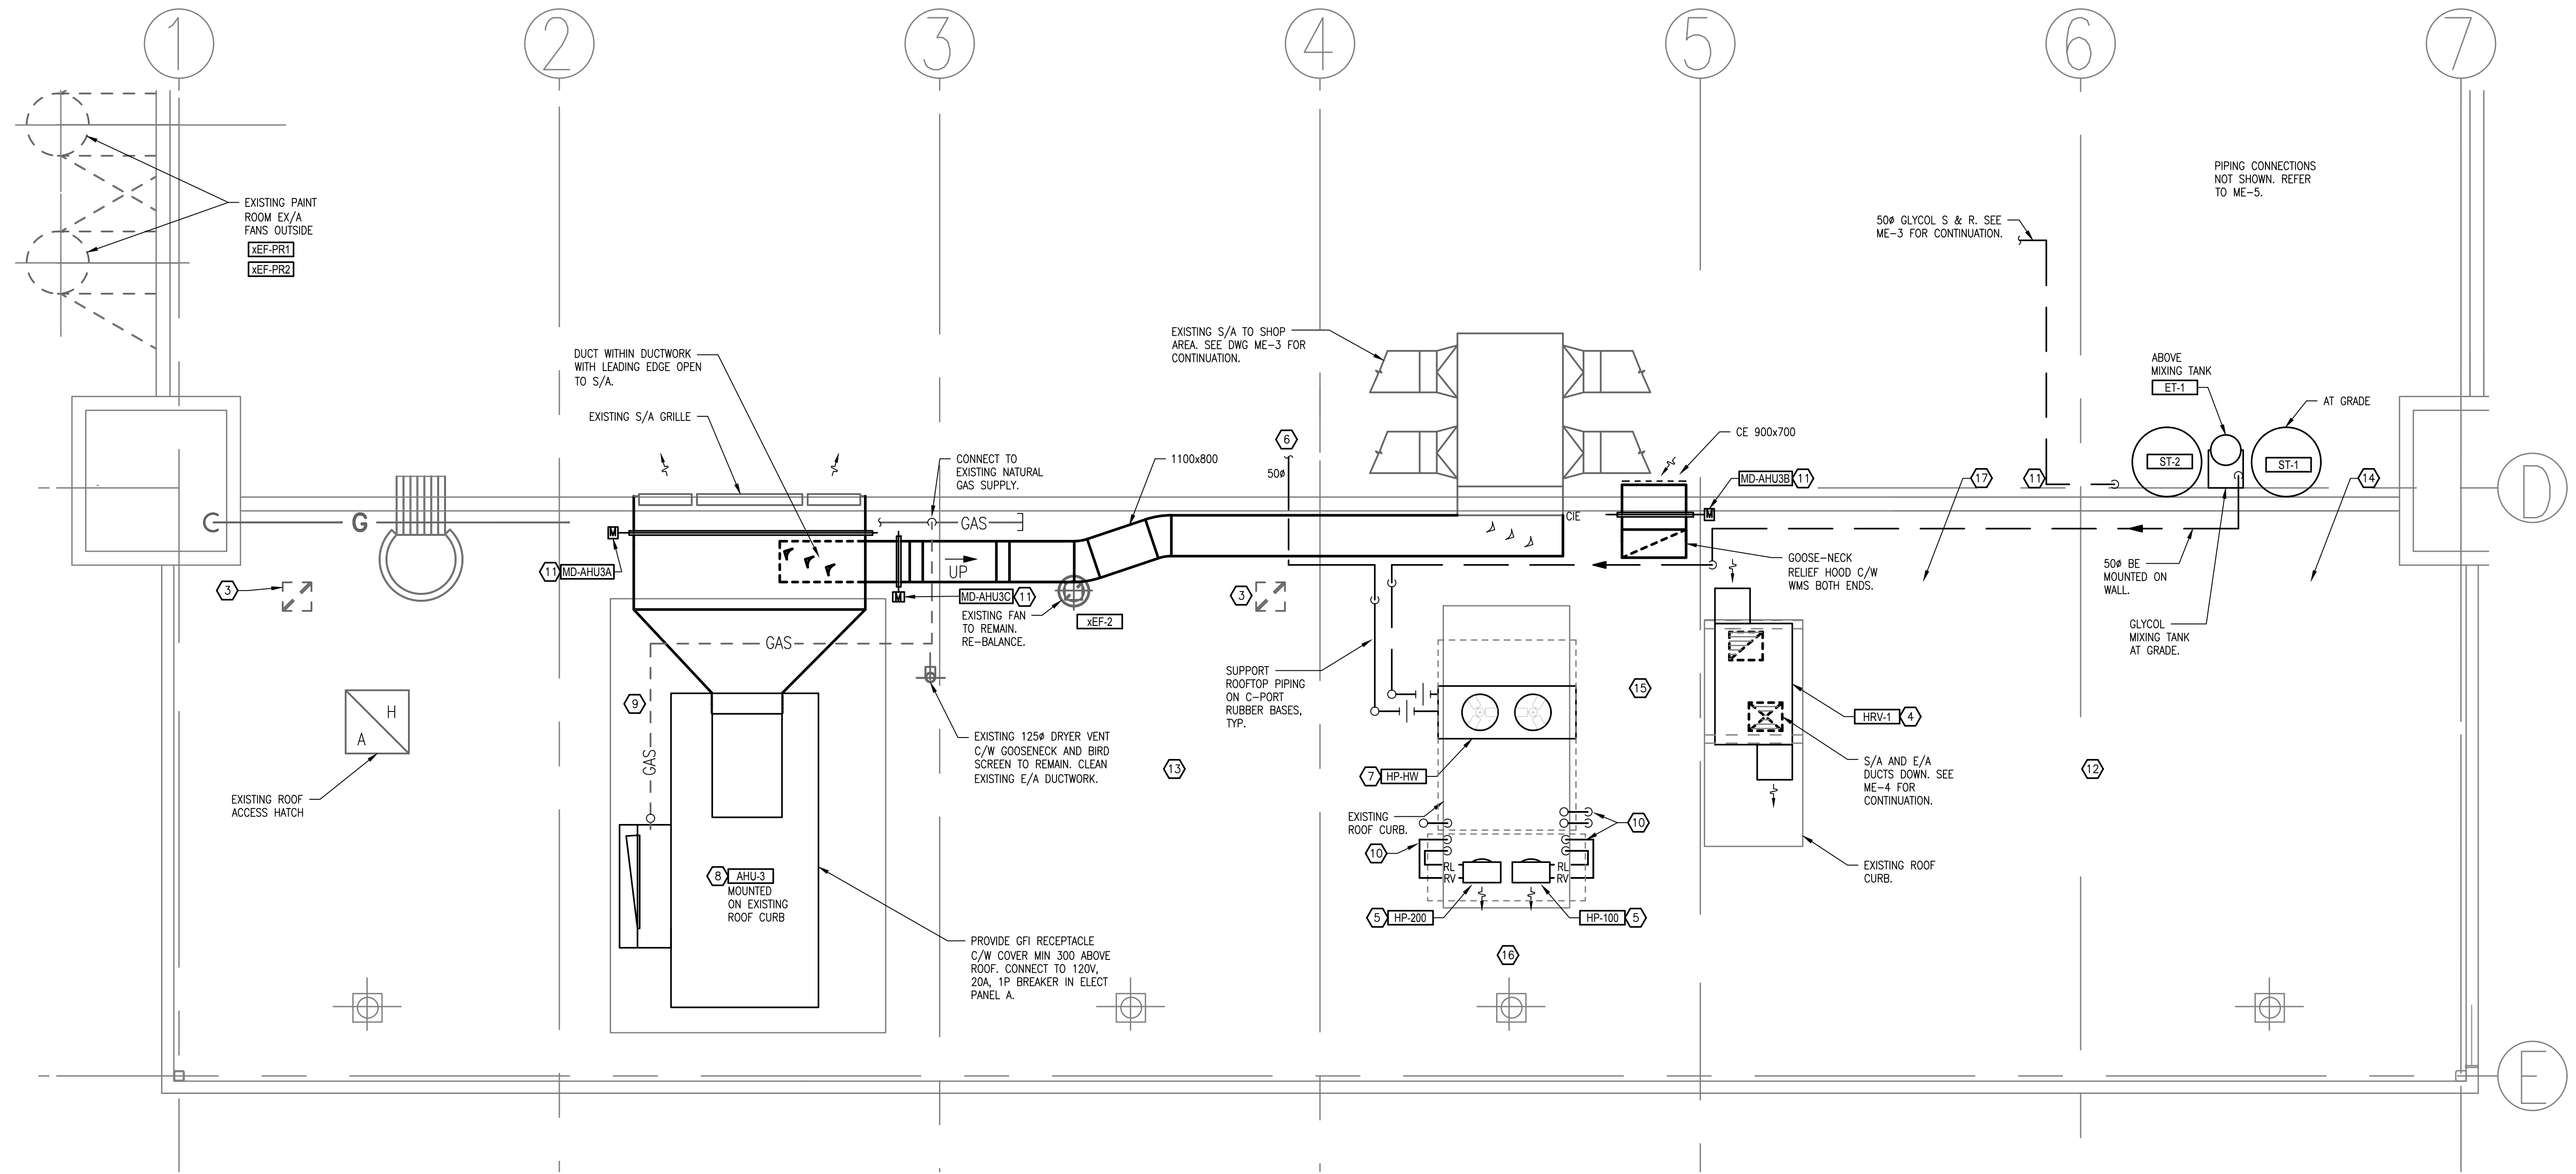 1
2
3
4
5
6
7
EXISTING PAINT
ROOM EX/A
FANS OUTSIDE
xEF-PR1
xEF-PR2
PIPING CONNECTIONS
NOT SHOWN. REFER
TO ME-5.
50ø GLYCOL S & R. SEE
ME-3 FOR CONTINUATION.
DUCT WITHIN DUCTWORK
WITH LEADING EDGE OPEN
TO S/A.
EXISTING S/A GRILLE
EXISTING S/A TO SHOP
AREA. SEE DWG ME-3 FOR
CONTINUATION.
ABOVE
MIXING TANK
ET-1
AT GRADE
CONNECT TO
EXISTING NATURAL
GAS SUPPLY.
1100x800
6
50ø
CE 900x700
MD-AHU3B
11
17
11
ST-2
ST-1
14
D
G
GAS
CIE
M
M
11
MD-AHU3A
UP
M
MD-AHU3C
11
EXISTING FAN
TO REMAIN.
RE-BALANCE.
xEF-2
3
3
GOOSE-NECK
RELIEF HOOD C/W
WMS BOTH ENDS.
50ø BE
MOUNTED ON
WALL.
GLYCOL
MIXING TANK
AT GRADE.
GAS
GAS
9
H
A
EXISTING ROOF
ACCESS HATCH
SUPPORT
ROOFTOP PIPING
ON C-PORT
RUBBER BASES,
TYP.
15
HRV-1
4
EXISTING 125ø DRYER VENT
C/W GOOSENECK AND BIRD
SCREEN TO REMAIN. CLEAN
EXISTING E/A DUCTWORK.
13
7
HP-HW
S/A AND E/A
DUCTS DOWN. SEE
ME-4 FOR
CONTINUATION.
12
EXISTING
ROOF CURB.
10
10
RL
RV
RL
RV
8
AHU-3
MOUNTED
ON EXISTING
ROOF CURB
EXISTING ROOF
CURB.
5
HP-200
HP-100
5
PROVIDE GFI RECEPTACLE
C/W COVER MIN 300 ABOVE
ROOF. CONNECT TO 120V,
20A, 1P BREAKER IN ELECT
PANEL A.
16
E